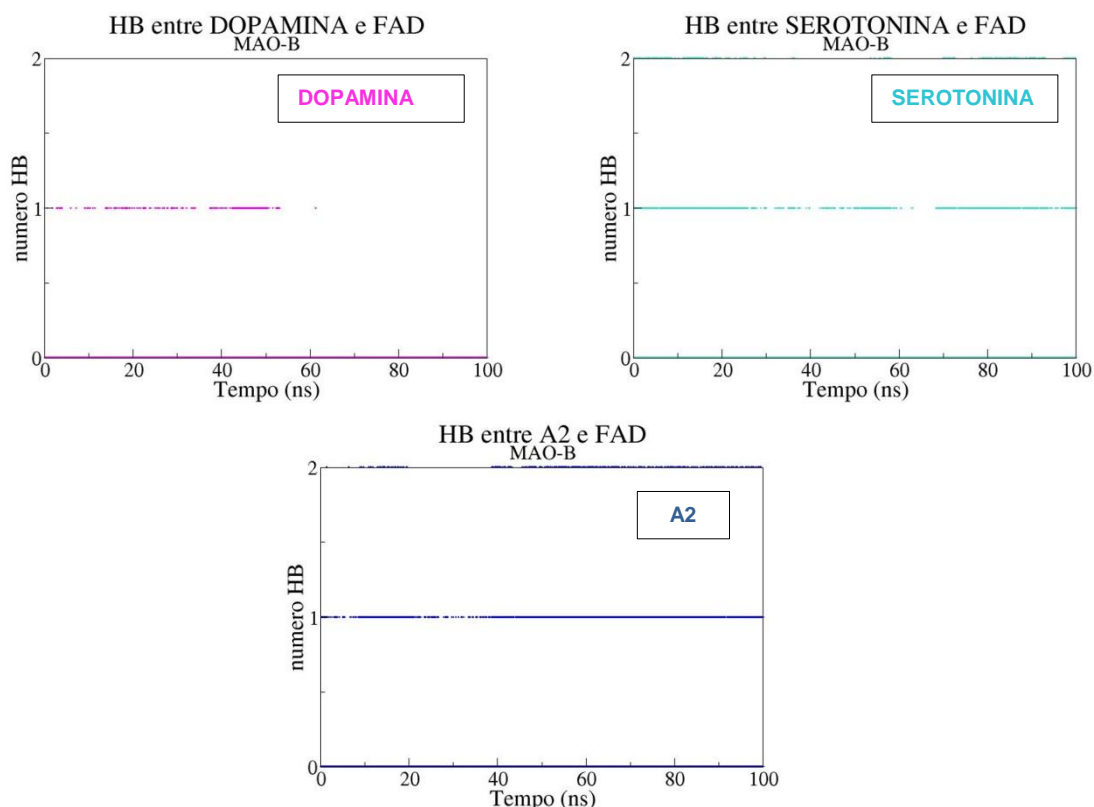 HB entre DOPAMINA e FAD
MAO-B
2
DOPAMINA
1
numero HB
0
0 20 40 60 80 100
Tempo (ns)
HB entre SEROTONINA e FAD
MAO-B
2
SEROTONINA
1
numero HB
0
0 20 40 60 80 100
Tempo (ns)
HB entre A2 e FAD
MAO-B
2
A2
1
numero HB
0
0 20 40 60 80 100
Tempo (ns)